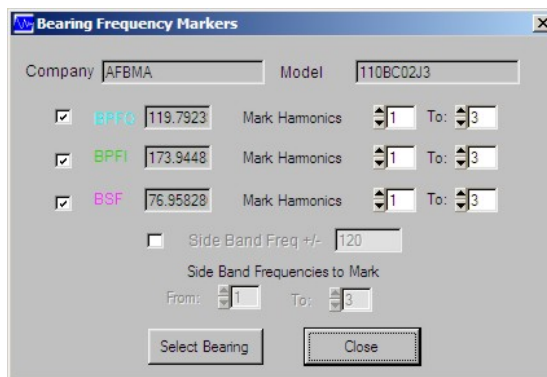 Bearing Frequency Markers
Company AFBMA Model 110BC02J3
BPFO 119.7923 Mark Harmonics 1 To: 3
BPFI 173.9448 Mark Harmonics 1 To: 3
BSF 76.95828 Mark Harmonics 1 To: 3
Side Band Freq +/- 120
Side Band Frequencies to Mark
From: 1 To: 3
Select Bearing Close